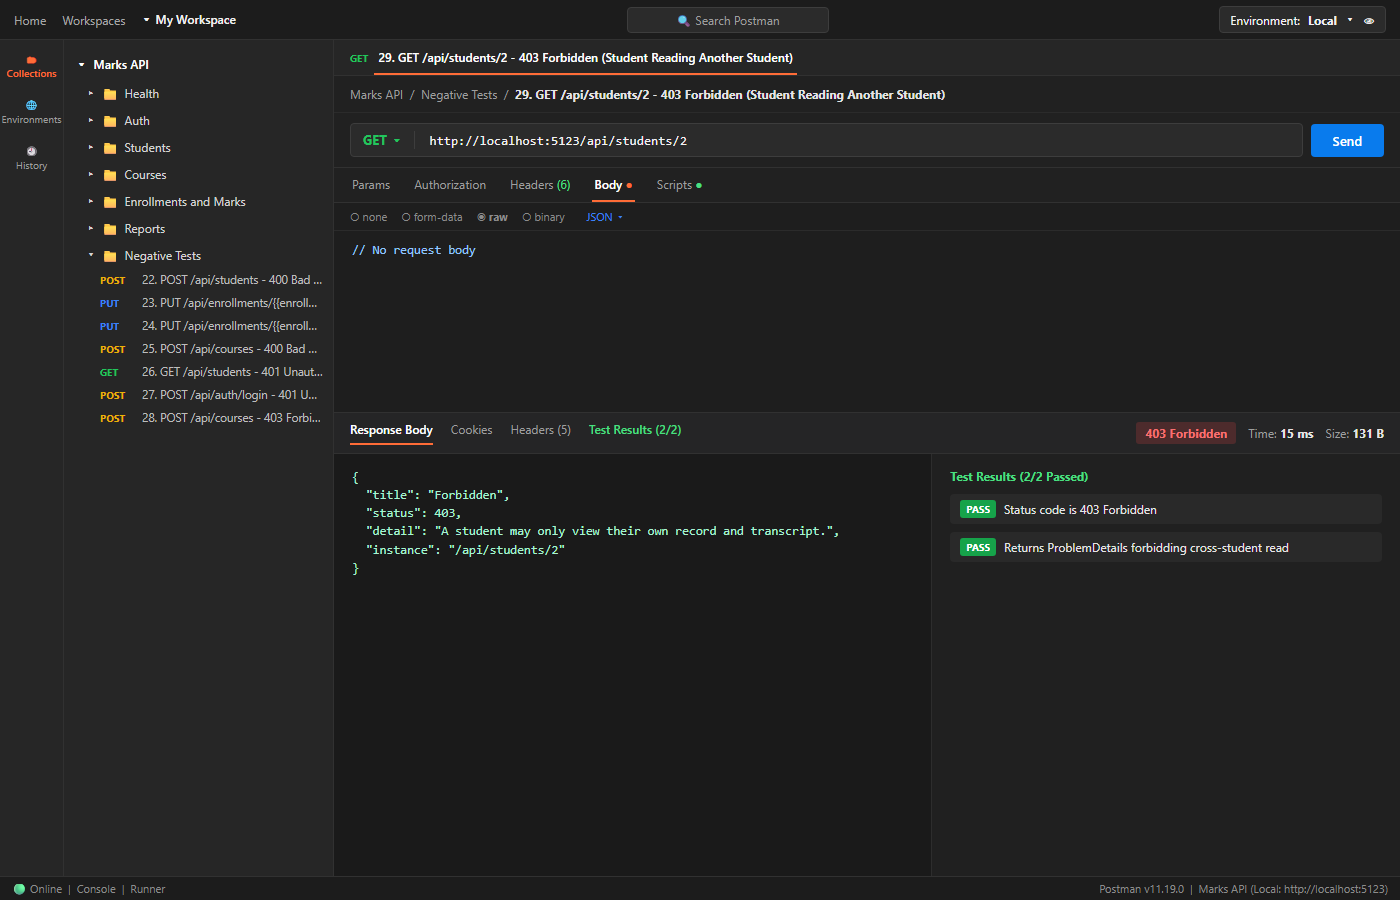 Home Workspaces My Workspace
Search Postman
Environment: Local
Collections
Environments
History
Marks API
Health
Auth
Students
Courses
Enrollments and Marks
Reports
Negative Tests
POST 22. POST /api/students - 400 Bad ...
PUT 23. PUT /api/enrollments/{{enroll...
PUT 24. PUT /api/enrollments/{{enroll...
POST 25. POST /api/courses - 400 Bad ...
GET 26. GET /api/students - 401 Unaut...
POST 27. POST /api/auth/login - 401 U...
POST 28. POST /api/courses - 403 Forbi...
GET 29. GET /api/students/2 - 403 Forbidden (Student Reading Another Student)
Marks API / Negative Tests / 29. GET /api/students/2 - 403 Forbidden (Student Reading Another Student)
GET http://localhost:5123/api/students/2
Send
Params Authorization Headers (6) Body Scripts
none form-data raw binary JSON
// No request body
Response Body Cookies Headers (5) Test Results (2/2)
403 Forbidden Time: 15 ms Size: 131 B
{
"title": "Forbidden",
"status": 403,
"detail": "A student may only view their own record and transcript.",
"instance": "/api/students/2"
}
Test Results (2/2 Passed)
PASS Status code is 403 Forbidden
PASS Returns ProblemDetails forbidding cross-student read
Online | Console | Runner
Postman v11.19.0 | Marks API (Local: http://localhost:5123)